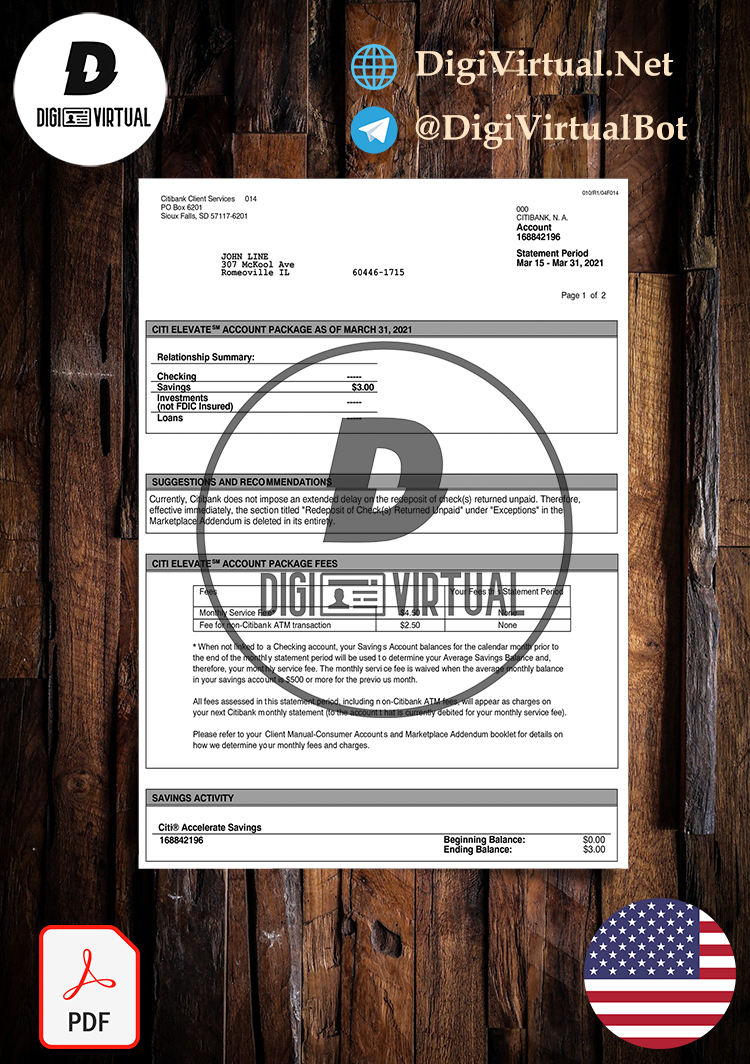 D
DIGI VIRTUAL
DigiVirtual.Net
@DigiVirtualBot
Citibank Client Services 014
PO Box 6201
Sioux Falls, SD 57117-6201
010/R1/04F014
000
CITIBANK, N. A.
Account
168842196
Statement Period
Mar 15 - Mar 31, 2021
JOHN LINE
307 McKool Ave
Romeoville IL 60446-1715
Page 1 of 2
CITI ELEVATE℠ ACCOUNT PACKAGE AS OF MARCH 31, 2021
Relationship Summary:
Checking -----
Savings $3.00
Investments
(not FDIC Insured) -----
Loans -----
SUGGESTIONS AND RECOMMENDATIONS
Currently, Citibank does not impose an extended delay on the redeposit of check(s) returned unpaid. Therefore,
effective immediately, the section titled "Redeposit of Check(s) Returned Unpaid" under "Exceptions" in the
Marketplace Addendum is deleted in its entirety.
D
CITI ELEVATE℠ ACCOUNT PACKAGE FEES
DIGI VIRTUAL
Fees Your Fees this Statement Period
Monthly Service Fee* $4.50 None
Fee for non-Citibank ATM transaction $2.50 None
* When not linked to a Checking account, your Savings Account balances for the calendar month prior to
the end of the monthly statement period will be used to determine your Average Savings Balance and,
therefore, your monthly service fee. The monthly service fee is waived when the average monthly balance
in your savings account is $500 or more for the previo us month.
All fees assessed in this statement period, including non-Citibank ATM fees, will appear as charges on
your next Citibank monthly statement (to the account that is currently debited for your monthly service fee).
Please refer to your Client Manual-Consumer Accounts and Marketplace Addendum booklet for details on
how we determine your monthly fees and charges.
SAVINGS ACTIVITY
Citi® Accelerate Savings
168842196 Beginning Balance: $0.00
Ending Balance: $3.00
PDF